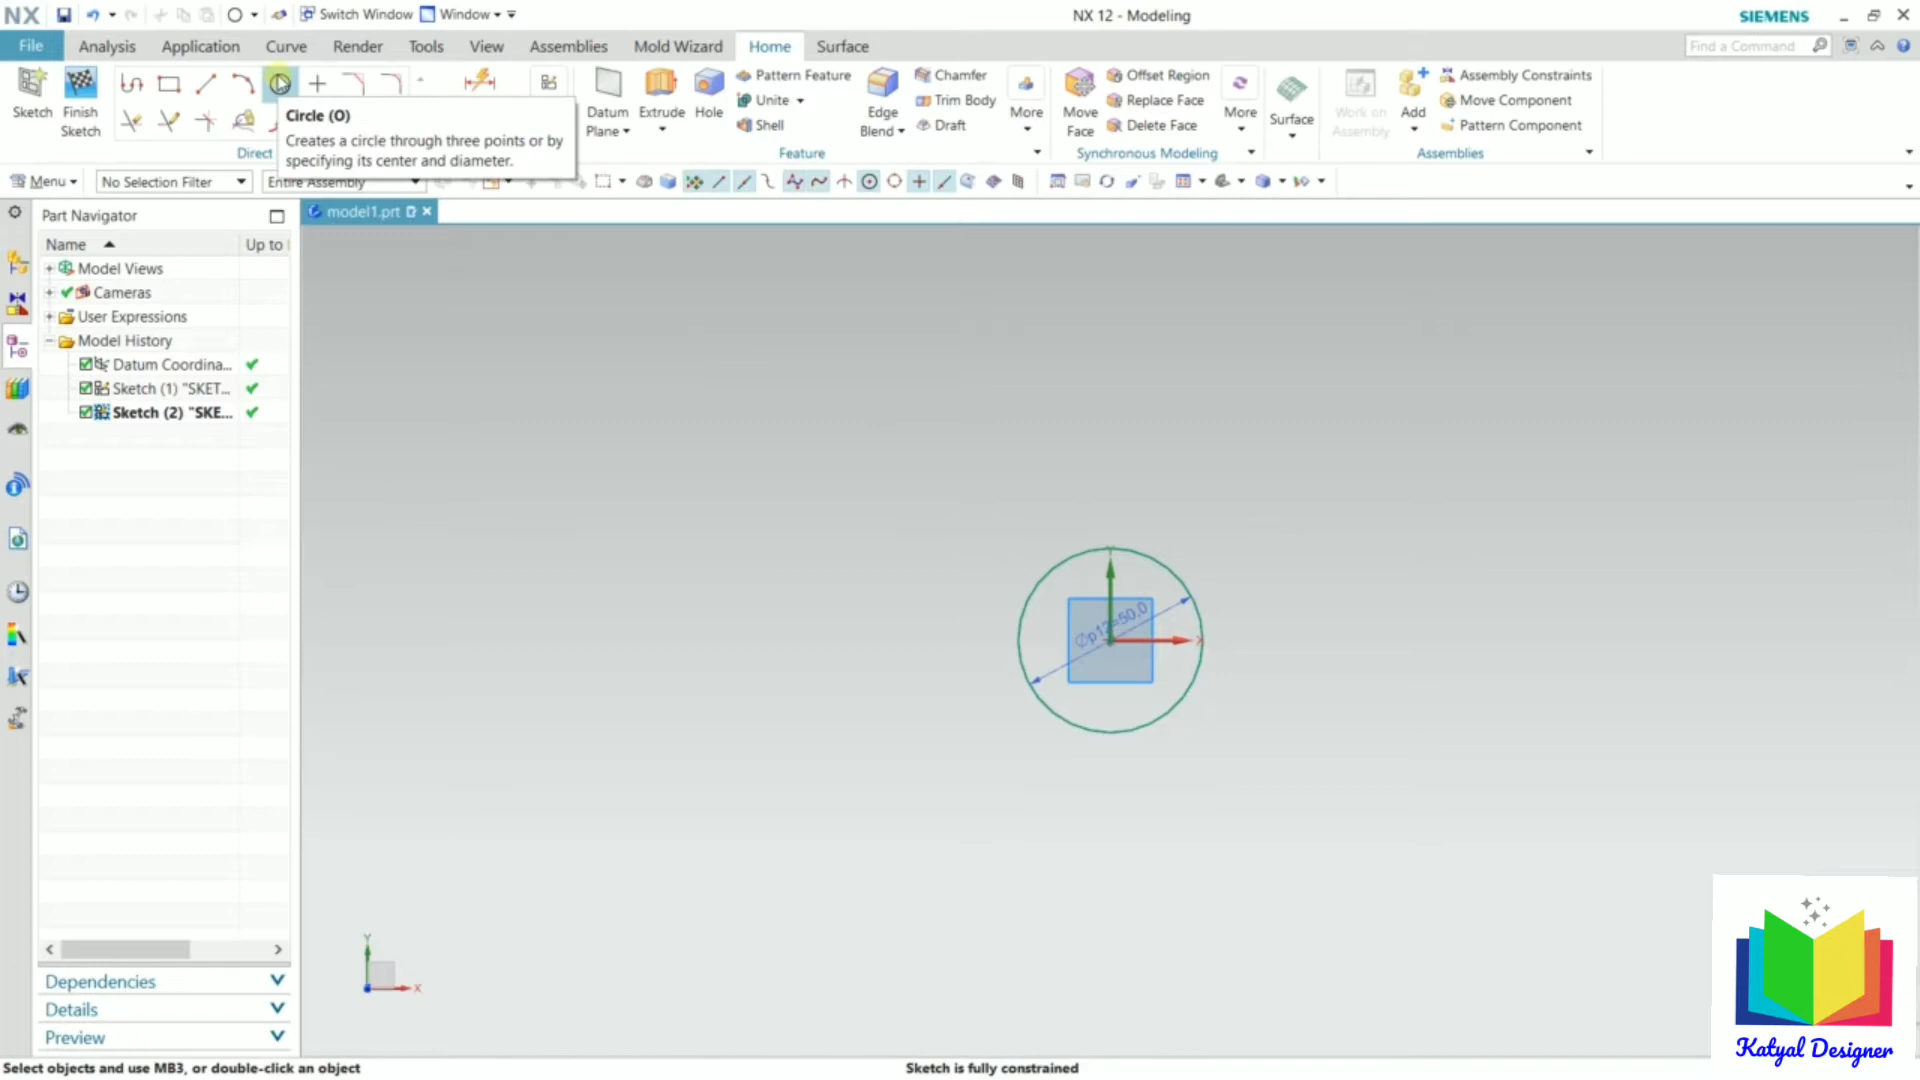 NX
Switch Window
Window
NX 12 - Modeling
SIEMENS
File
Analysis
Application
Curve
Render
Tools
View
Assemblies
Mold Wizard
Home
Surface
Find a Command
Sketch
Finish
Sketch
Direct
Circle (O)
Creates a circle through three points or by
specifying its center and diameter.
Datum
Plane
Extrude
Hole
Pattern Feature
Unite
Shell
Edge
Blend
Chamfer
Trim Body
Draft
More
Feature
Move
Face
Offset Region
Replace Face
Delete Face
More
Synchronous Modeling
Surface
Work on
Assembly
Add
Assembly Constraints
Move Component
Pattern Component
Assemblies
Menu
No Selection Filter
Entire Assembly
Part Navigator
model1.prt
Name
Up to
Model Views
Cameras
User Expressions
Model History
Datum Coordina...
Sketch (1) "SKET...
Sketch (2) "SKE...
Y
X
Y
X
Dependencies
Details
Preview
Katyal Designer
Select objects and use MB3, or double-click an object
Sketch is fully constrained